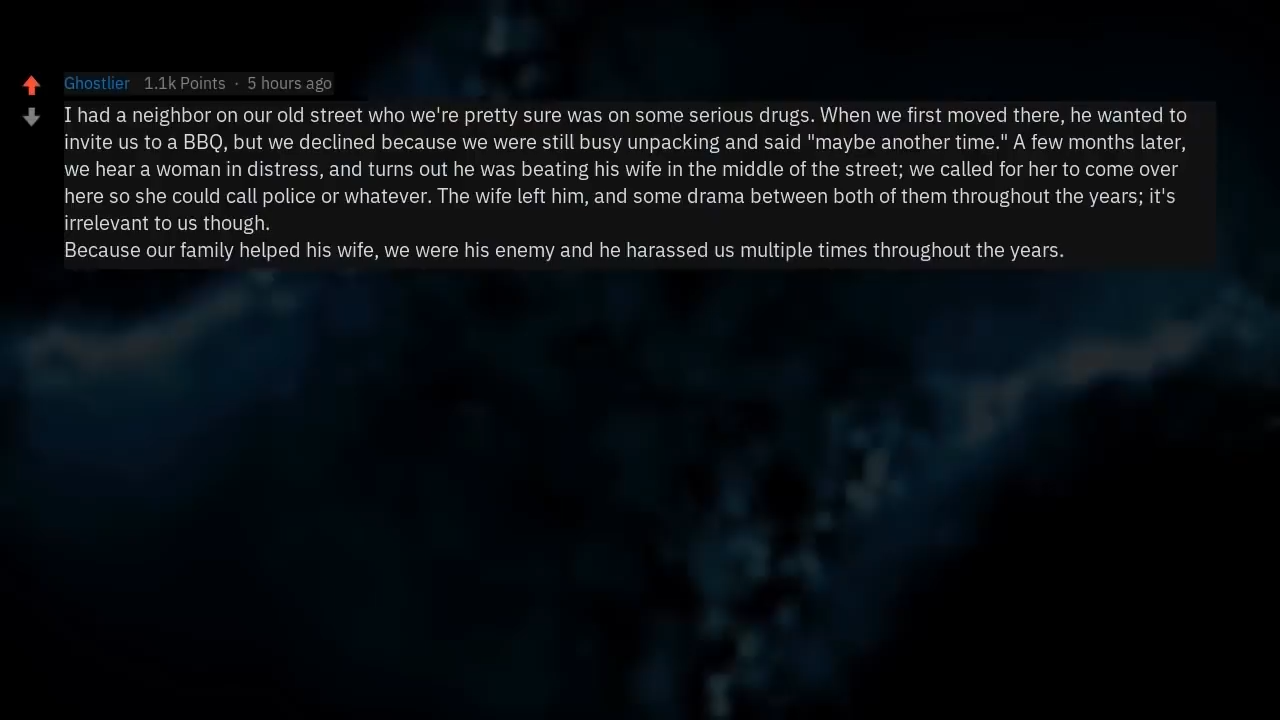 Ghostlier 1.1k Points · 5 hours ago
I had a neighbor on our old street who we're pretty sure was on some serious drugs. When we first moved there, he wanted to
invite us to a BBQ, but we declined because we were still busy unpacking and said "maybe another time." A few months later,
we hear a woman in distress, and turns out he was beating his wife in the middle of the street; we called for her to come over
here so she could call police or whatever. The wife left him, and some drama between both of them throughout the years; it's
irrelevant to us though.
Because our family helped his wife, we were his enemy and he harassed us multiple times throughout the years.